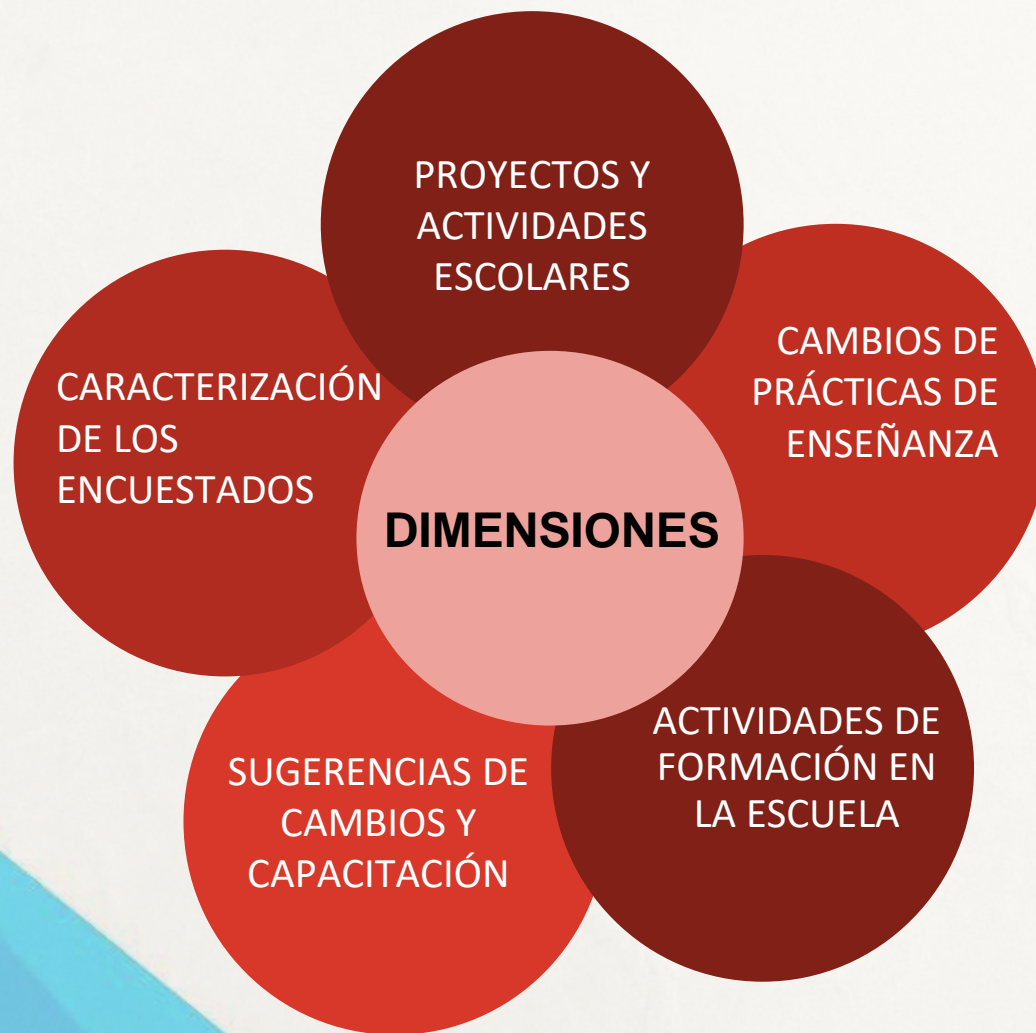 PROYECTOS Y
ACTIVIDADES
ESCOLARES
CAMBIOS DE
PRÁCTICAS DE
ENSEÑANZA
CARACTERIZACIÓN
DE LOS
ENCUESTADOS
DIMENSIONES
ACTIVIDADES DE
FORMACIÓN EN
LA ESCUELA
SUGERENCIAS DE
CAMBIOS Y
CAPACITACIÓN